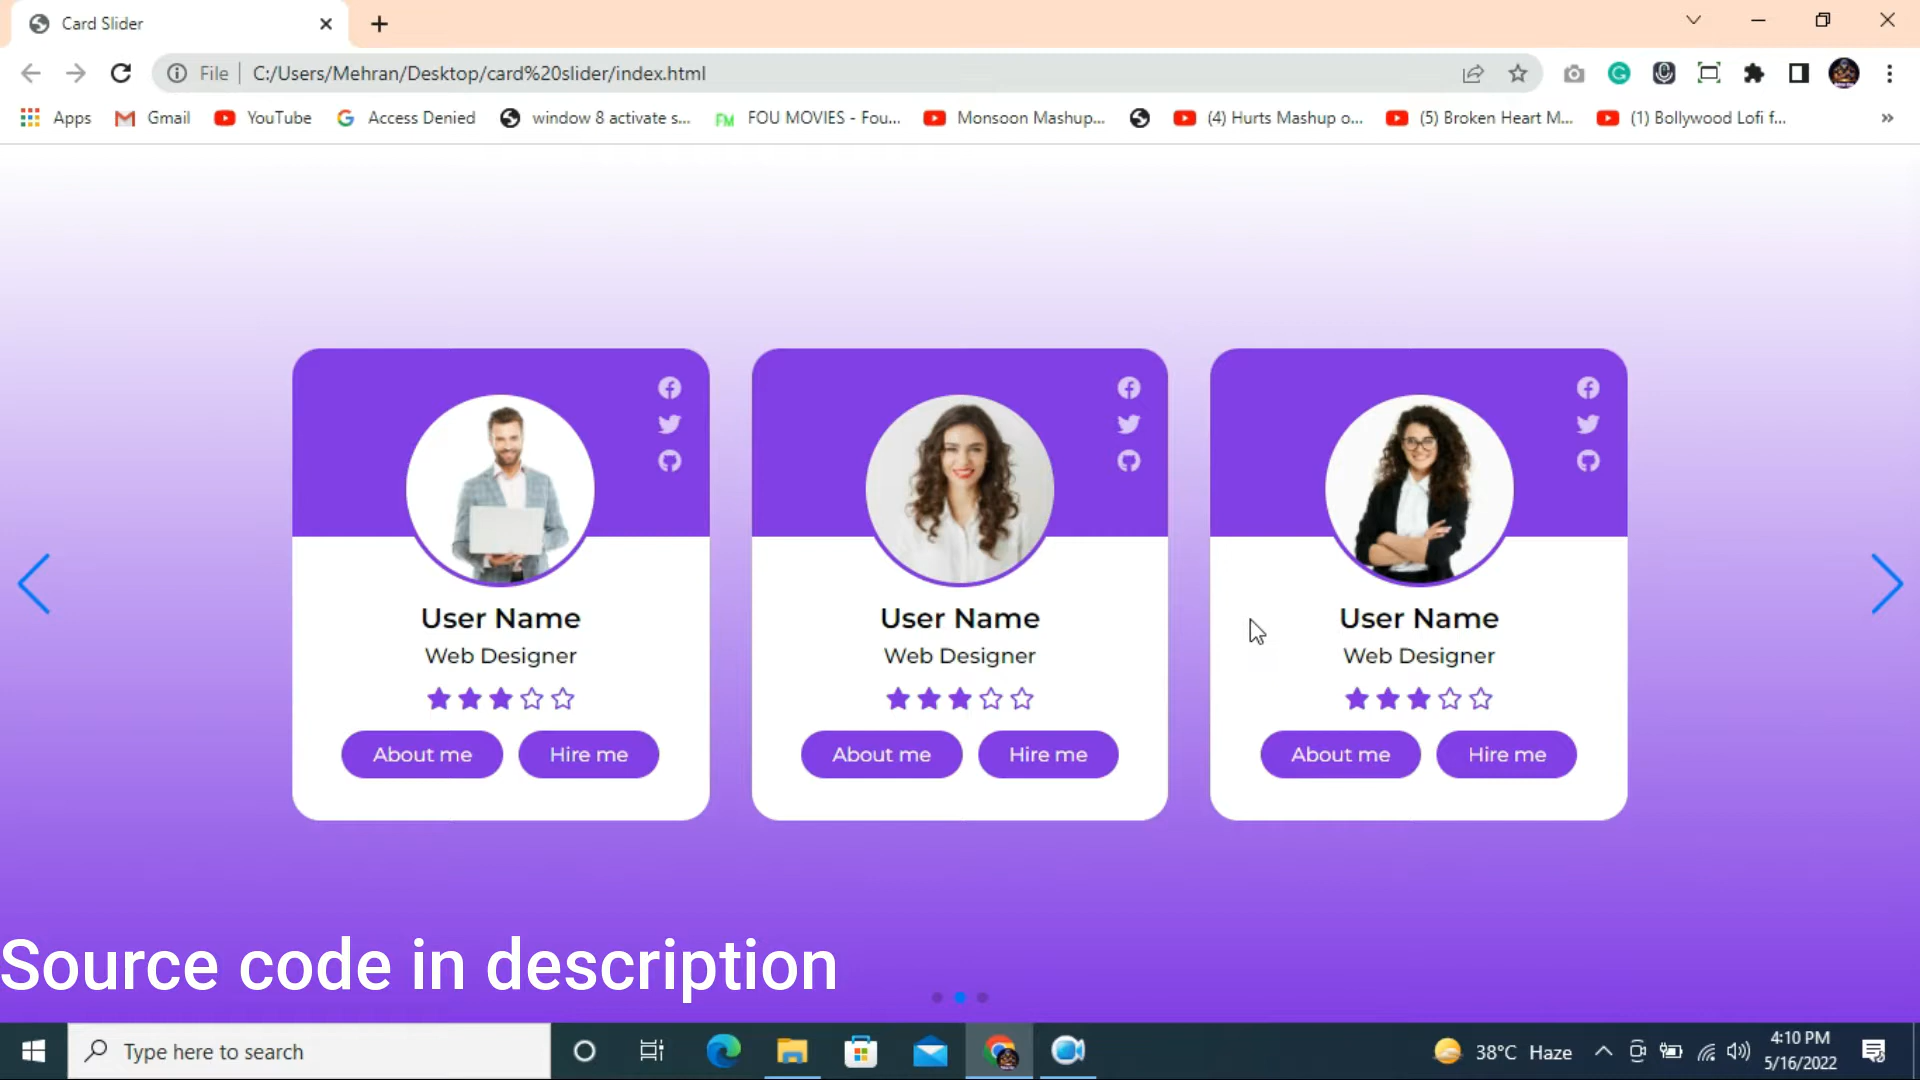 Card Slider
File C:/Users/Mehran/Desktop/card%20slider/index.html
Apps Gmail YouTube Access Denied window 8 activate s... FM FOU MOVIES - Fou... Monsoon Mashup... (4) Hurts Mashup o... (5) Broken Heart M... (1) Bollywood Lofi f... »
User Name User Name User Name
Web Designer Web Designer Web Designer
About me Hire me About me Hire me About me Hire me
Source code in description
Type here to search
38°C Haze
4:10 PM
5/16/2022